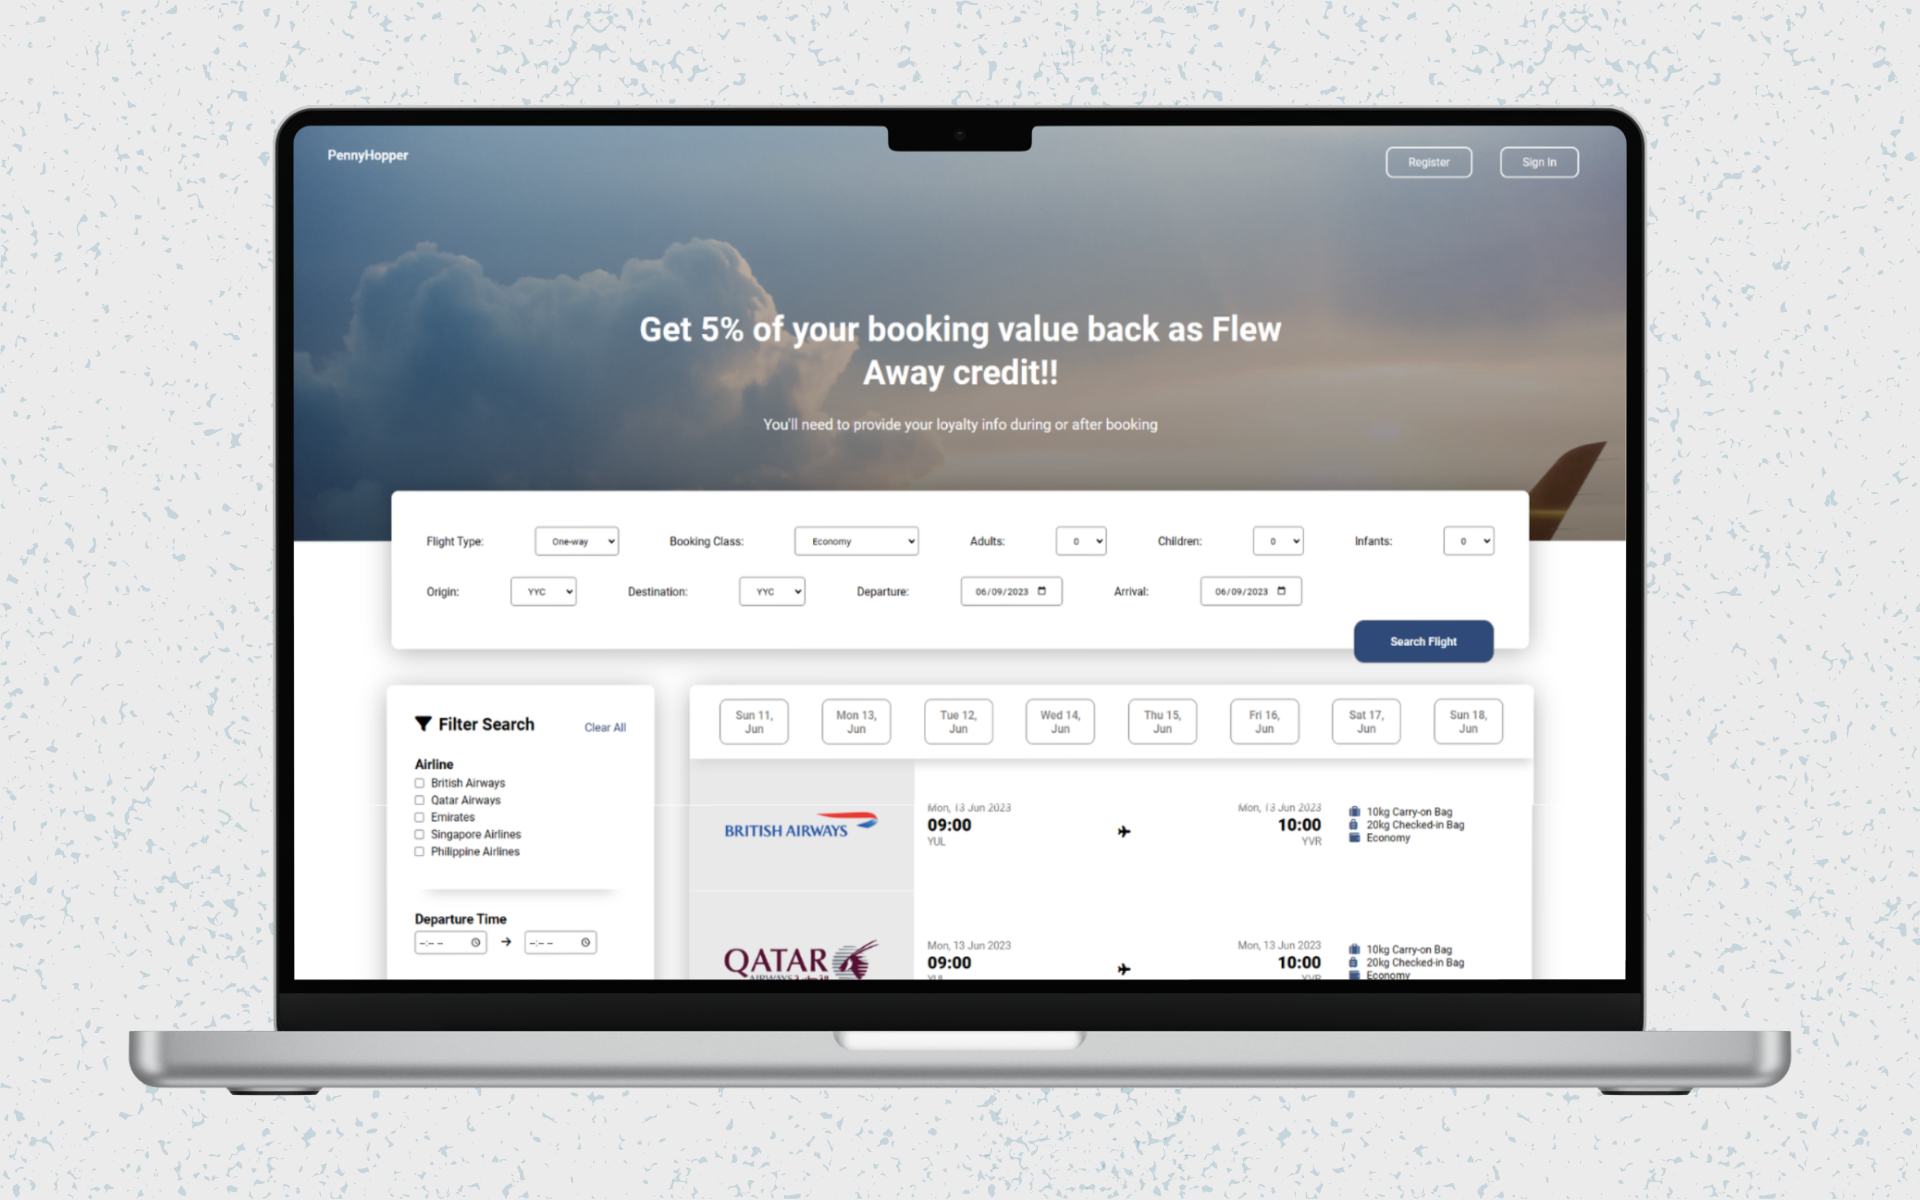 PennyHopper
Register
Sign In
Get 5% of your booking value back as Flew
Away credit!!
You'll need to provide your loyalty info during or after booking
Flight Type: One-way Booking Class: Economy Adults: 0 Children: 0 Infants: 0
Origin: YYC Destination: YYC Departure: 06/09/2023 Arrival: 06/09/2023
Search Flight
Filter Search
Clear All
Airline
British Airways
Qatar Airways
Emirates
Singapore Airlines
Philippine Airlines
Departure Time
--:-- --
--:-- --
Sun 11,
Jun
Mon 13,
Jun
Tue 12,
Jun
Wed 14,
Jun
Thu 15,
Jun
Fri 16,
Jun
Sat 17,
Jun
Sun 18,
Jun
BRITISH AIRWAYS
Mon, 13 Jun 2023
09:00
YUL
Mon, 13 Jun 2023
10:00
YVR
10kg Carry-on Bag
20kg Checked-in Bag
Economy
QATAR
Mon, 13 Jun 2023
09:00
YUL
Mon, 13 Jun 2023
10:00
YVR
10kg Carry-on Bag
20kg Checked-in Bag
Economy